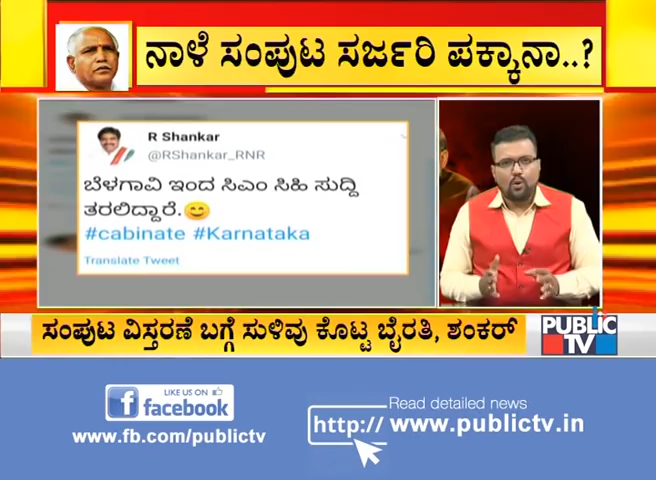 ನಾಳೆ ಸಂಪುಟ ಸರ್ಜರಿ ಪಕ್ಕಾನಾ..?
R Shankar
@RShankar_RNR
ಬೆಳಗಾವಿ ಇಂದ ಸಿಎಂ ಸಿಹಿ ಸುದ್ದಿ
ತರಲಿದ್ದಾರೆ.😊
#cabinate #Karnataka
Translate Tweet
ಸಂಪುಟ ವಿಸ್ತರಣೆ ಬಗ್ಗೆ ಸುಳಿವು ಕೊಟ್ಟ ಬೈರತಿ, ಶಂಕರ್
PUBLIC
TV
LIKE US ON
facebook
www.fb.com/publictv
Read detailed news
http:// www.publictv.in